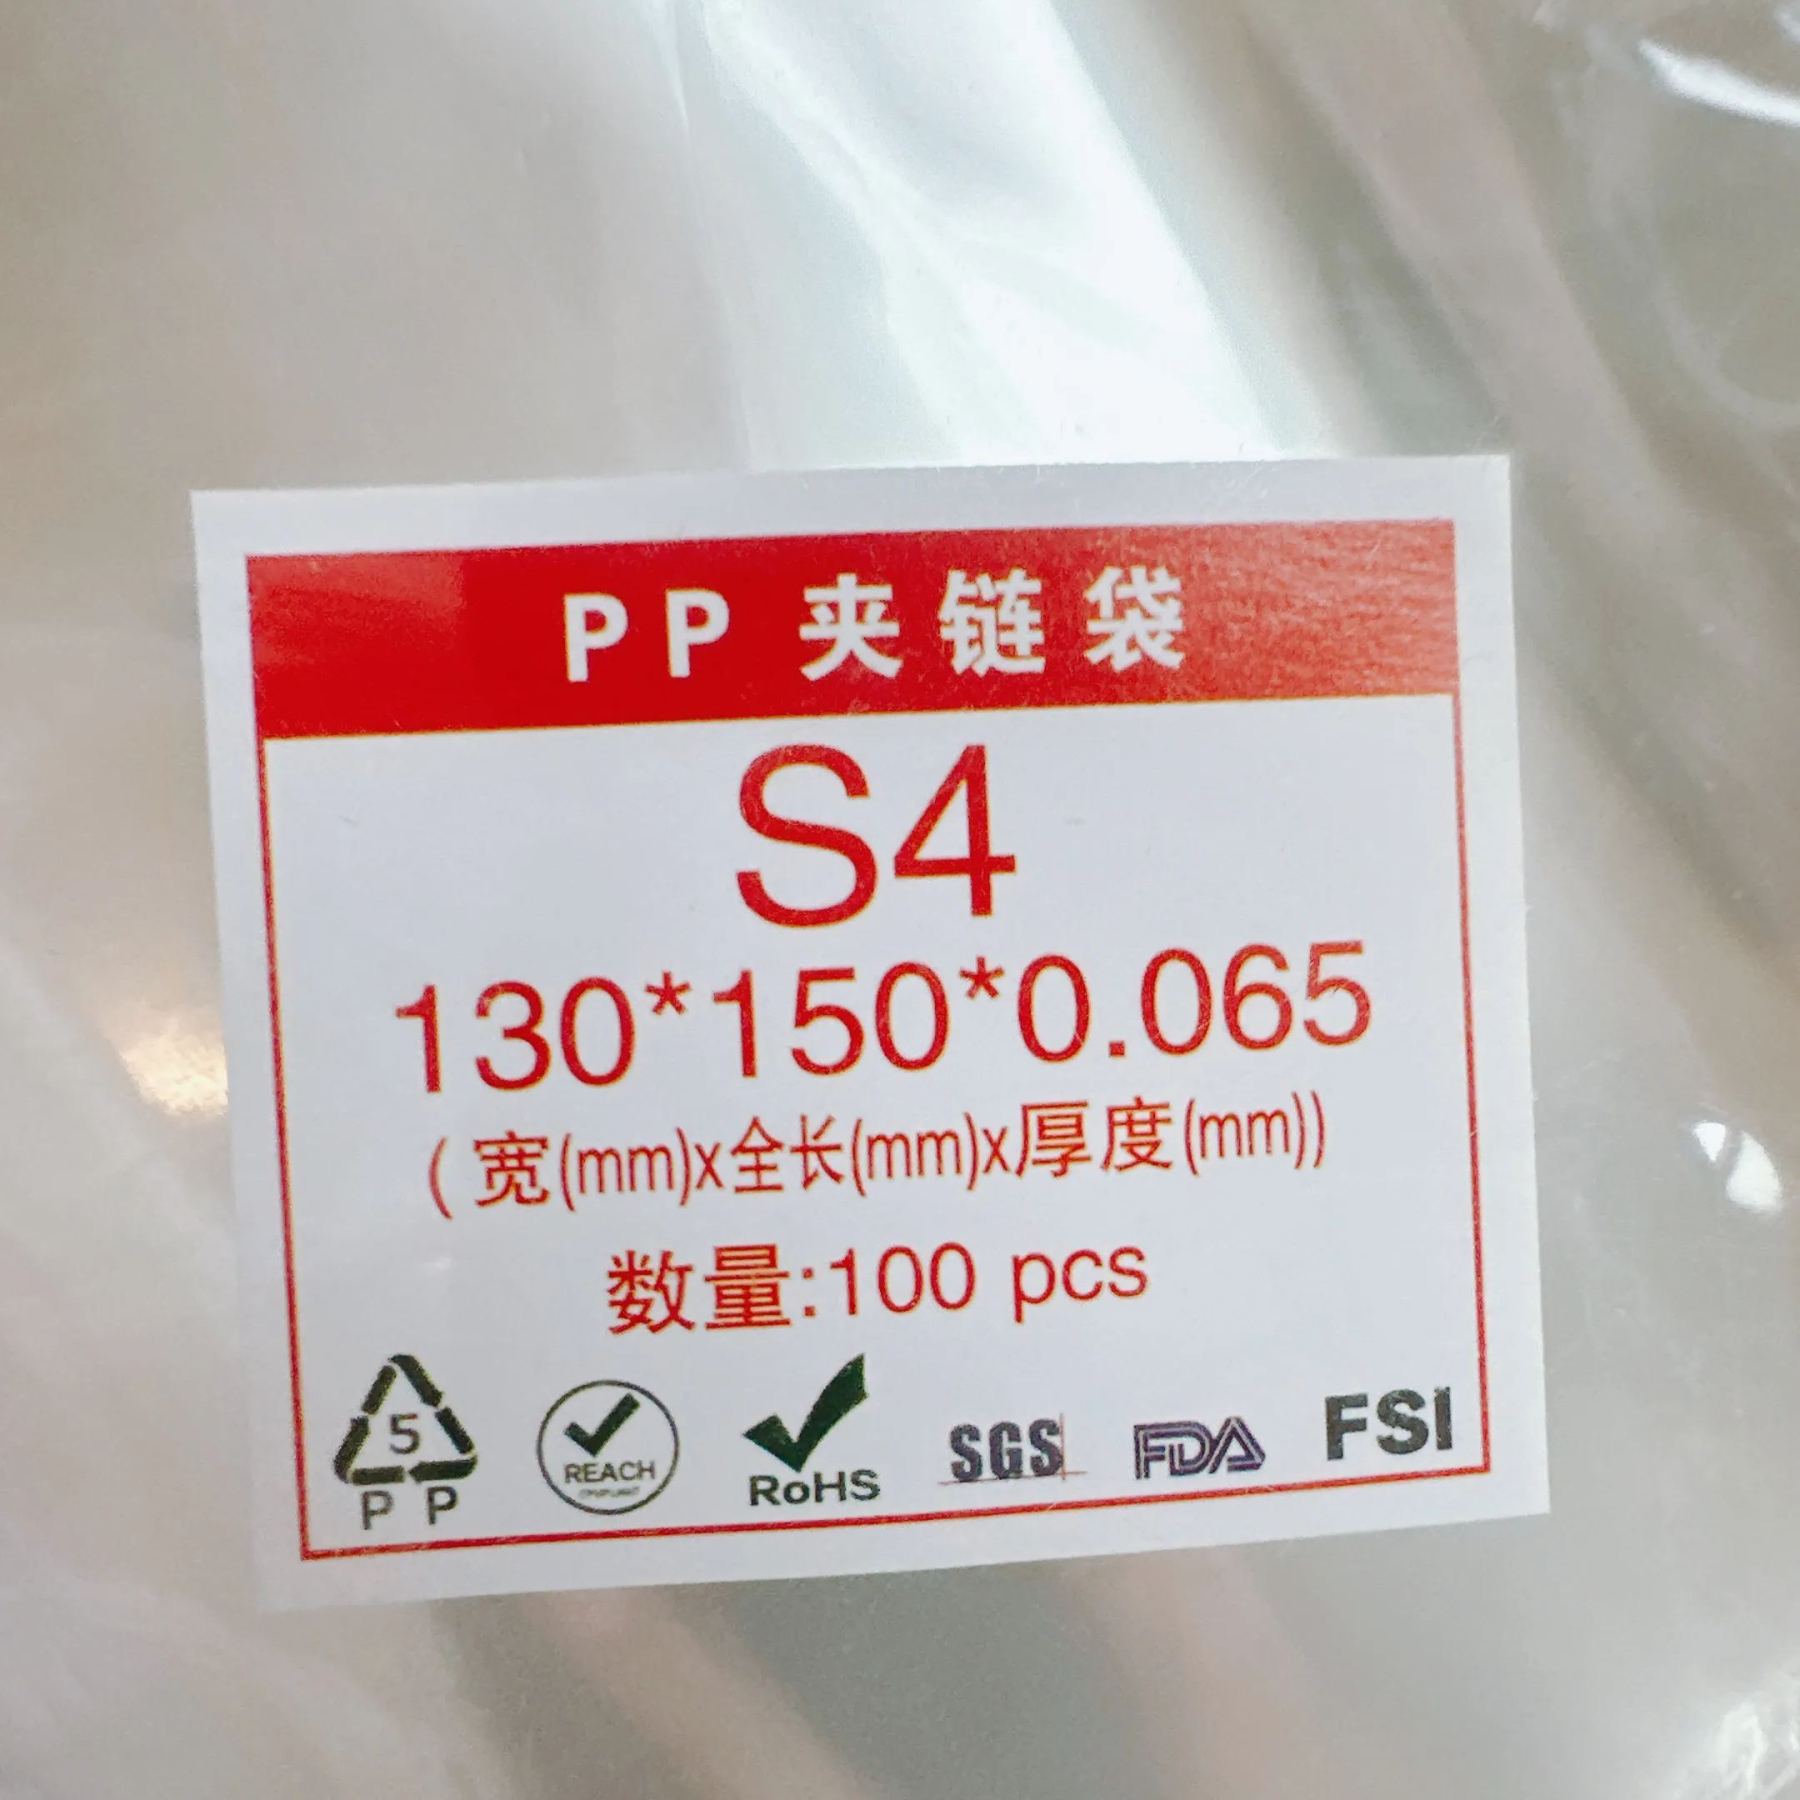 PP 夹链袋
S4
130*150*0.065
(宽(mm)x全长(mm)x厚度(mm))
数量:100 pcs
5
PP
REACH
RoHS
SGS
FDA
FSI